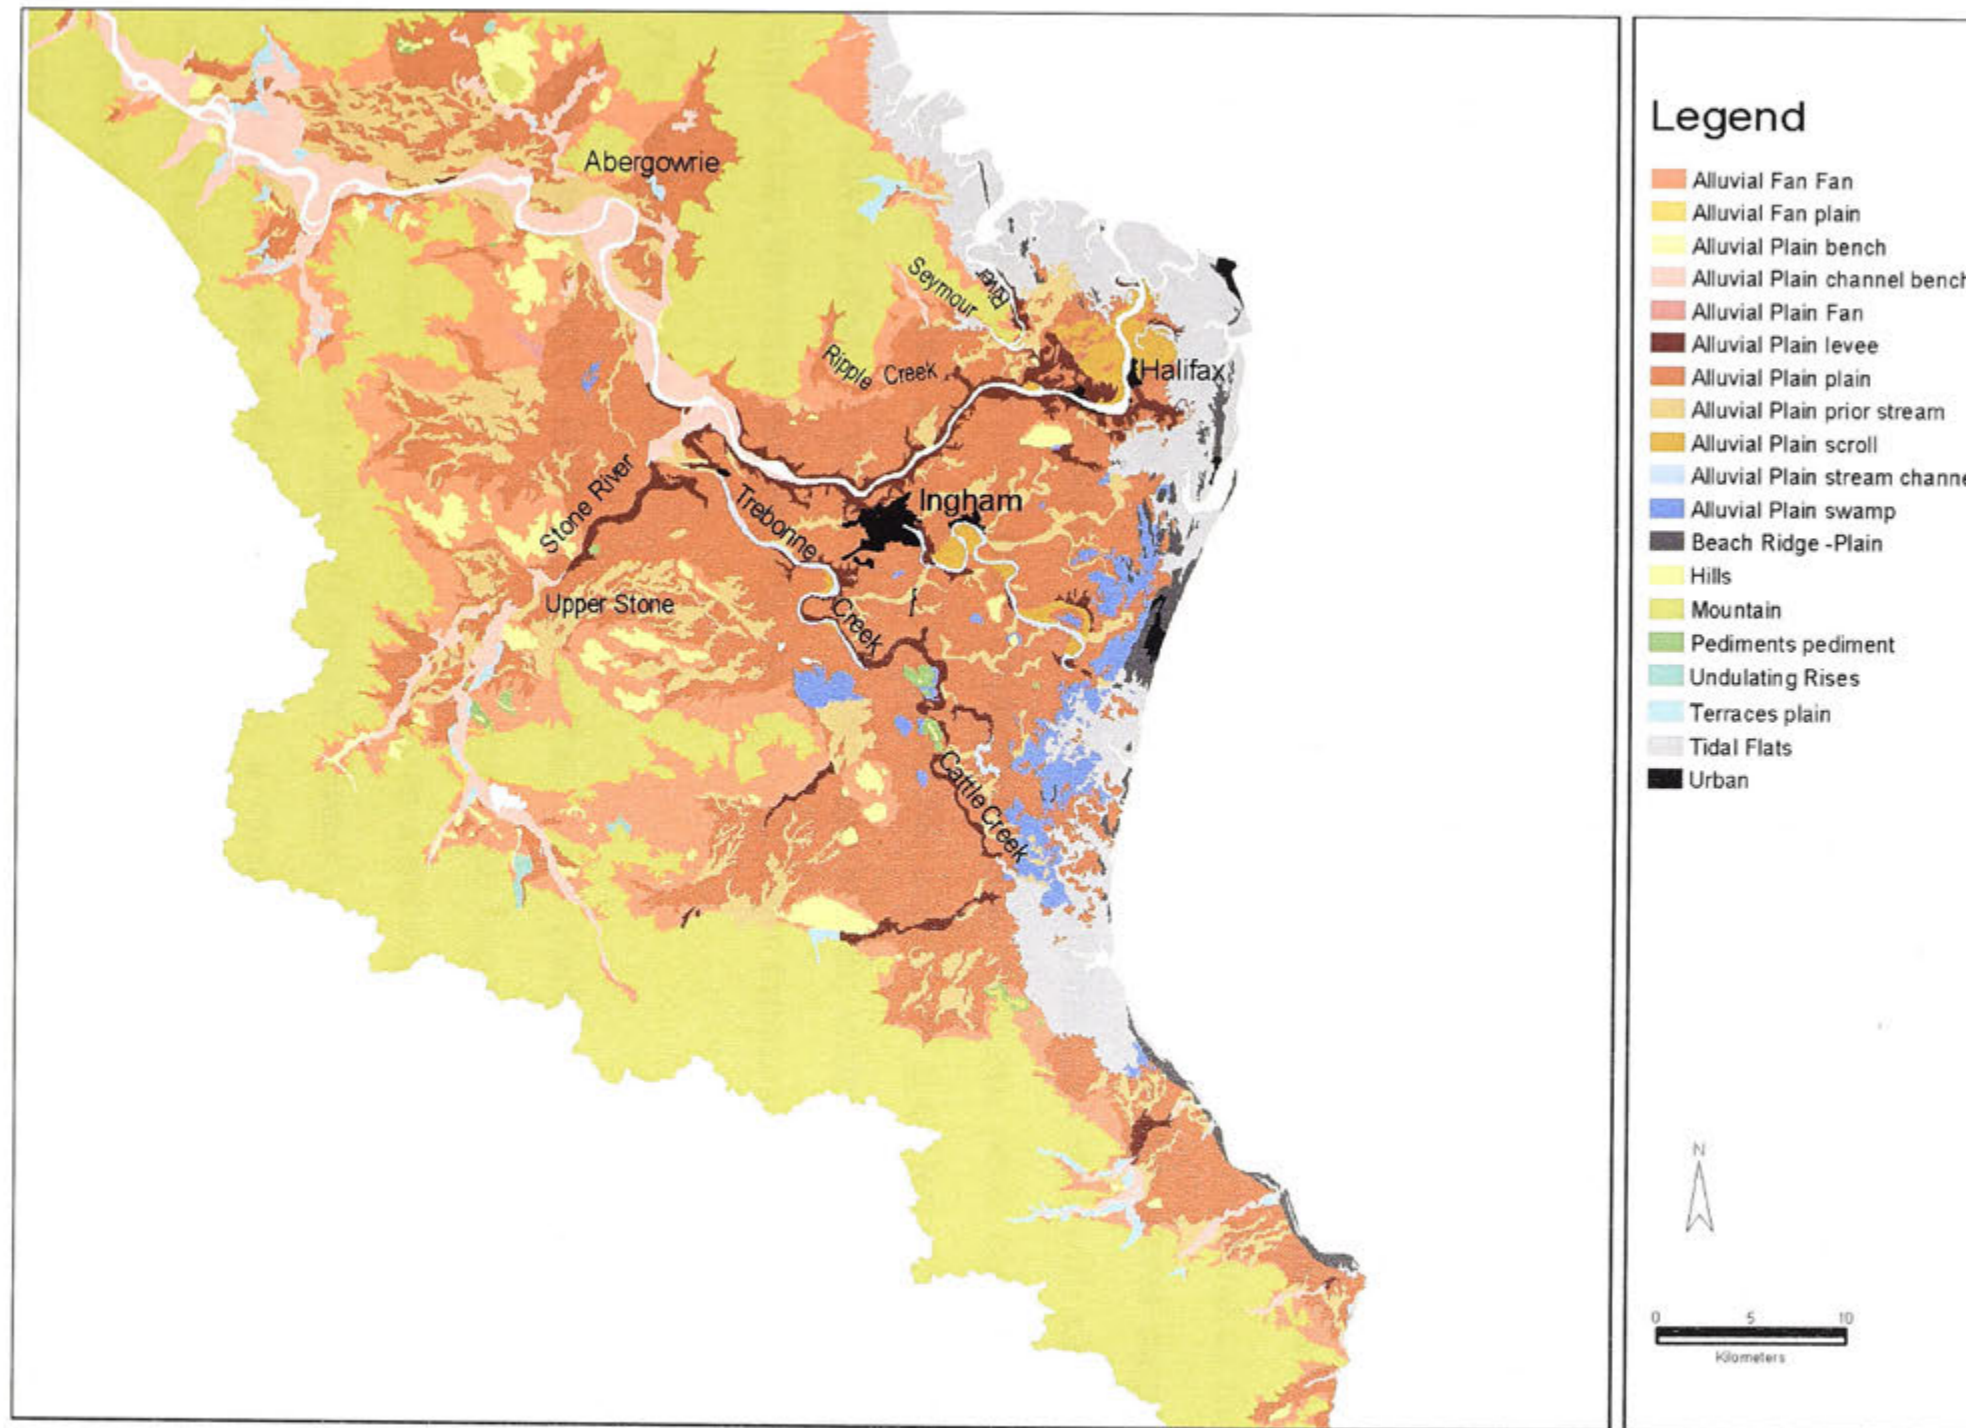 Abergowrie
Seymour
River
Ripple Creek
Halifax
Stone River
Trebonne
Creek
Ingham
Upper Stone
Cattle Creek
Legend
Alluvial Fan Fan
Alluvial Fan plain
Alluvial Plain bench
Alluvial Plain channel bench
Alluvial Plain Fan
Alluvial Plain levee
Alluvial Plain plain
Alluvial Plain prior stream
Alluvial Plain scroll
Alluvial Plain stream channe
Alluvial Plain swamp
Beach Ridge -Plain
Hills
Mountain
Pediments pediment
Undulating Rises
Terraces plain
Tidal Flats
Urban
N
0 5 10
Kilometers